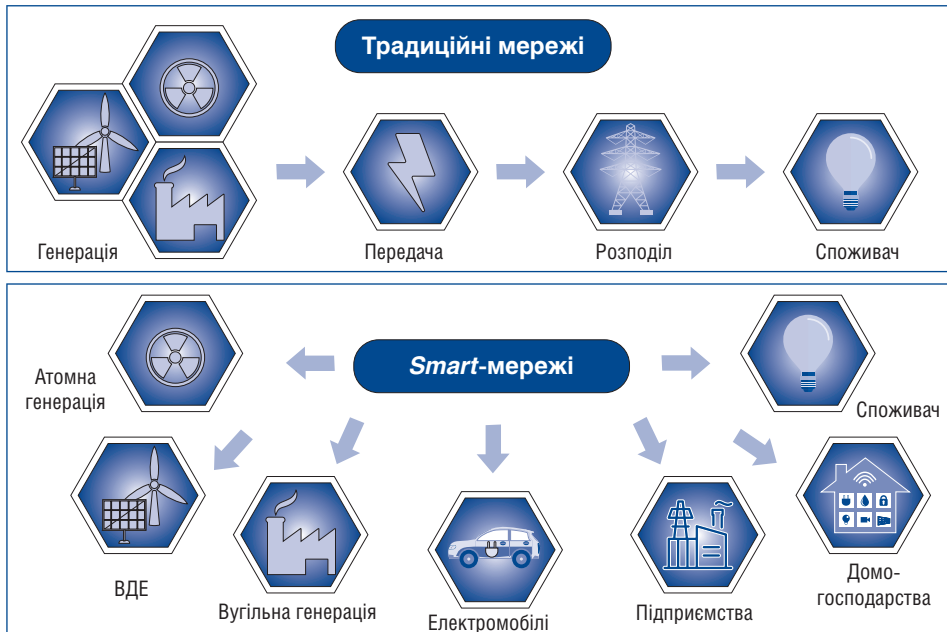 Традиційні мережі
Генерація
Передача
Розподіл
Споживач
Smart-мережі
Атомна
генерація
Споживач
ВДЕ
Вугільна генерація
Електромобілі
Підприємства
Домо-
господарства